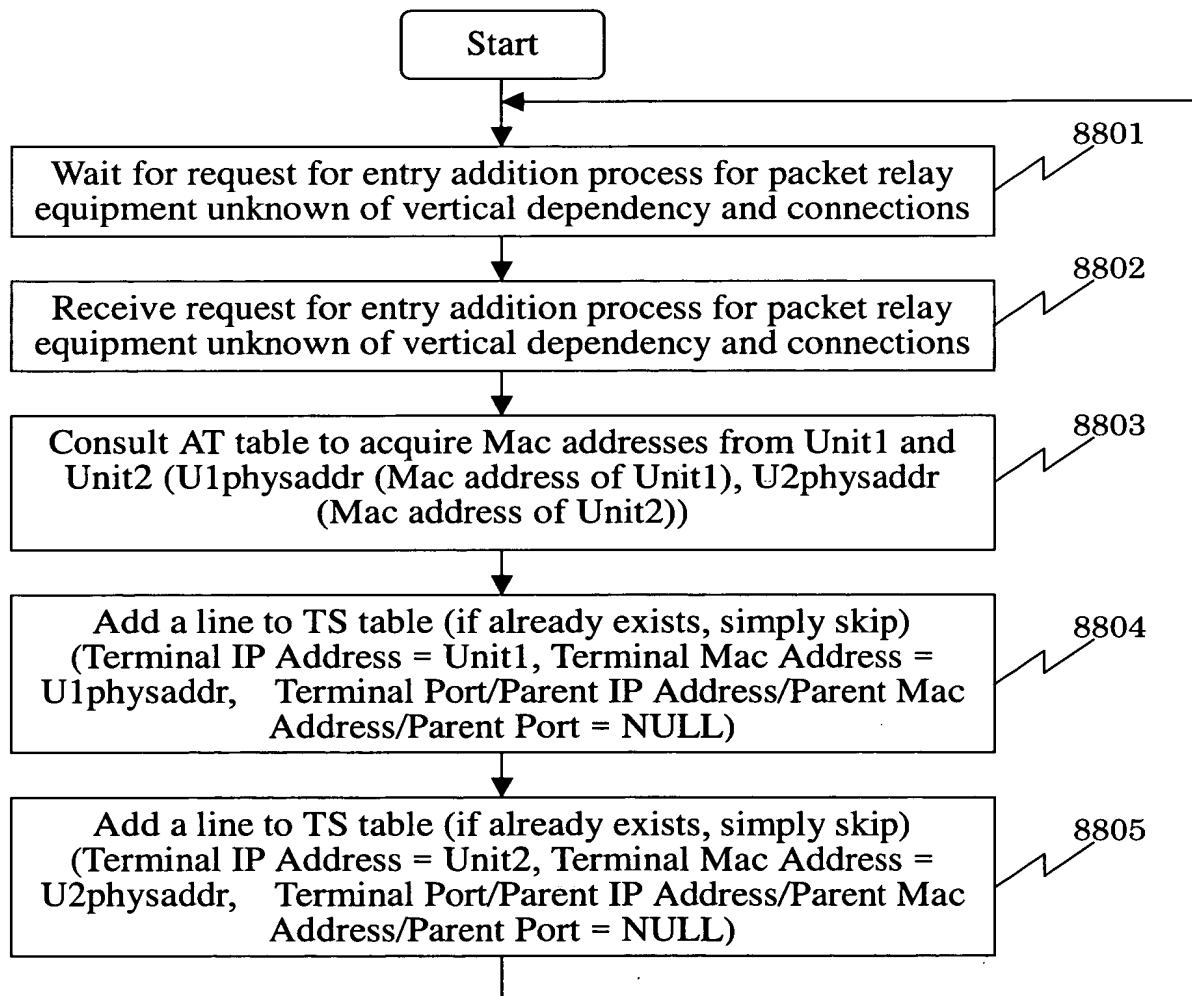 Start
8801
Wait for request for entry addition process for packet relay
equipment unknown of vertical dependency and connections
8802
Receive request for entry addition process for packet relay
equipment unknown of vertical dependency and connections
8803
Consult AT table to acquire Mac addresses from Unit1 and
Unit2 (U1physaddr (Mac address of Unit1), U2physaddr
(Mac address of Unit2))
8804
Add a line to TS table (if already exists, simply skip)
(Terminal IP Address = Unit1, Terminal Mac Address =
U1physaddr, Terminal Port/Parent IP Address/Parent Mac
Address/Parent Port = NULL)
8805
Add a line to TS table (if already exists, simply skip)
(Terminal IP Address = Unit2, Terminal Mac Address =
U2physaddr, Terminal Port/Parent IP Address/Parent Mac
Address/Parent Port = NULL)